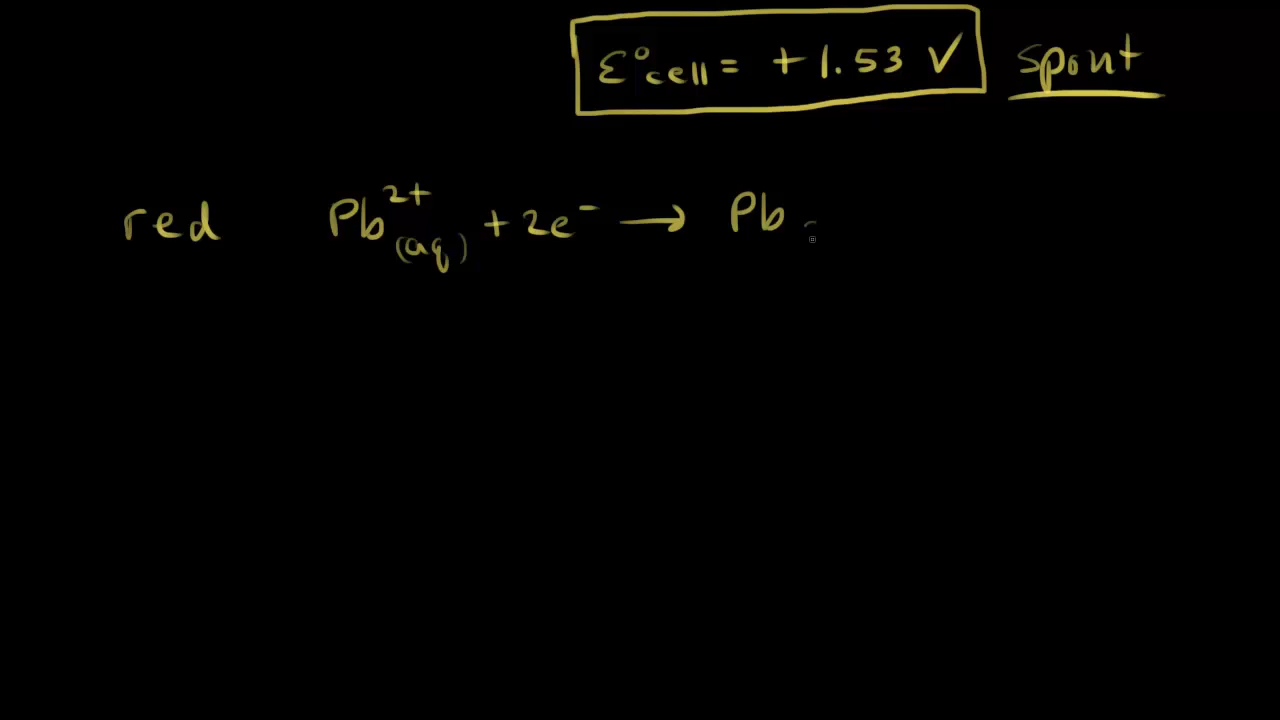 ε°cell = +1.53 V spont
red Pb²⁺(aq) + 2e⁻ → Pb